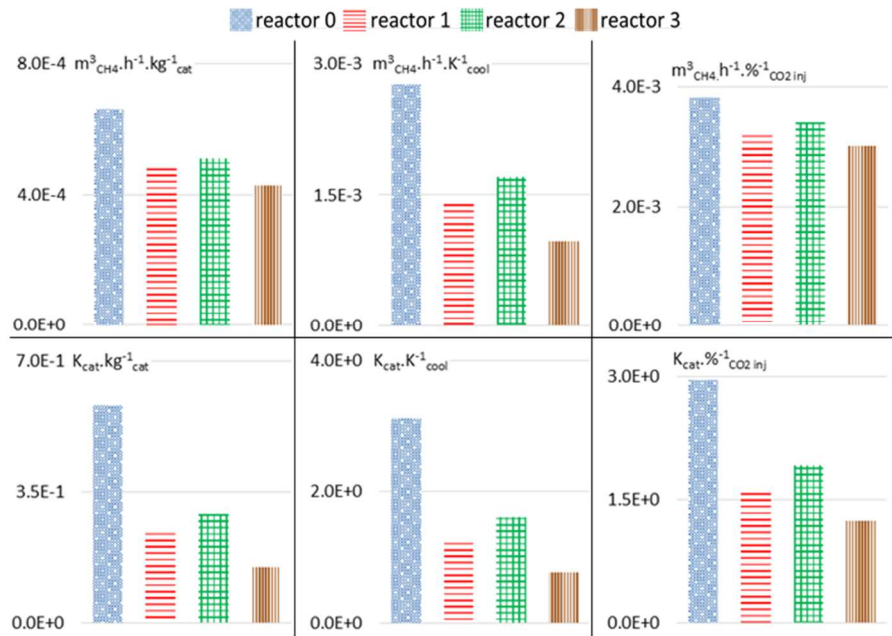 reactor 0 reactor 1 reactor 2 reactor 3
8.0E-4 m³CH4.h⁻¹.kg⁻¹cat
4.0E-4
0.0E+0
3.0E-3 m³CH4.h⁻¹.K⁻¹cool
1.5E-3
0.0E+0
m³CH4.h⁻¹.%⁻¹CO2 inj
4.0E-3
2.0E-3
0.0E+0
7.0E-1 Kcat.kg⁻¹cat
3.5E-1
0.0E+0
4.0E+0 Kcat.K⁻¹cool
2.0E+0
0.0E+0
Kcat.%⁻¹CO2 inj
3.0E+0
1.5E+0
0.0E+0